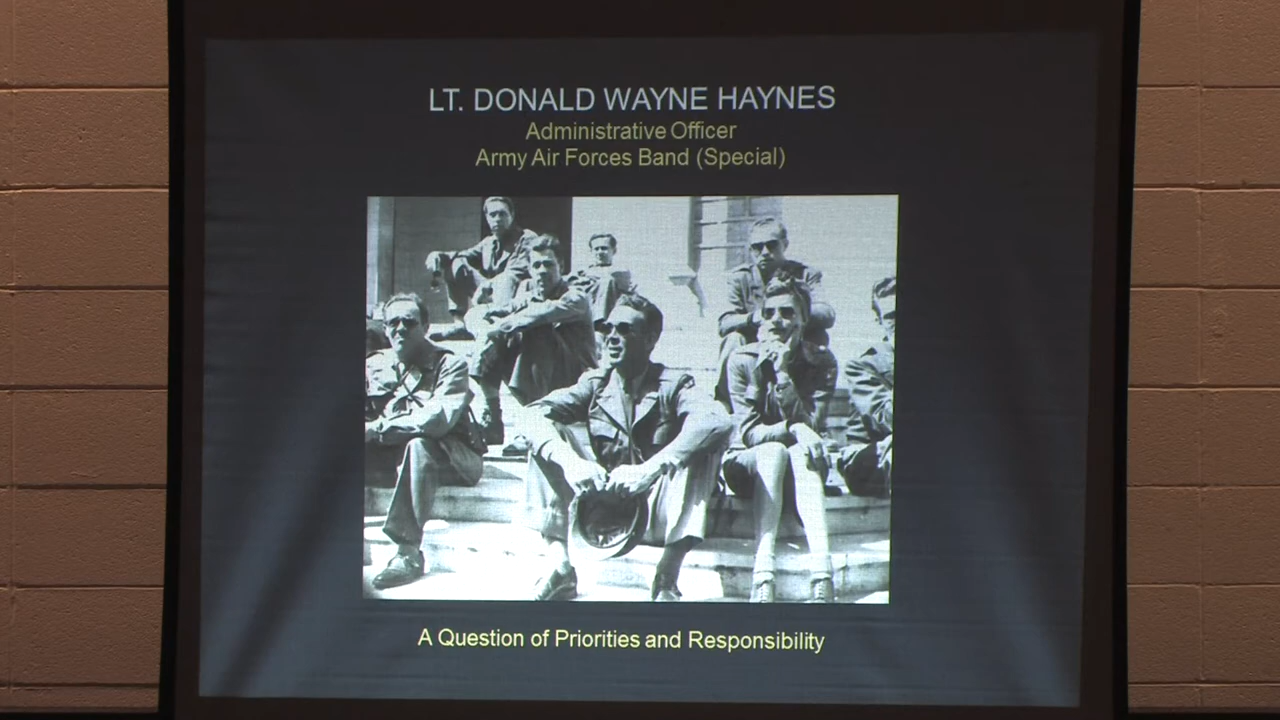 LT. DONALD WAYNE HAYNES
Administrative Officer
Army Air Forces Band (Special)
A Question of Priorities and Responsibility